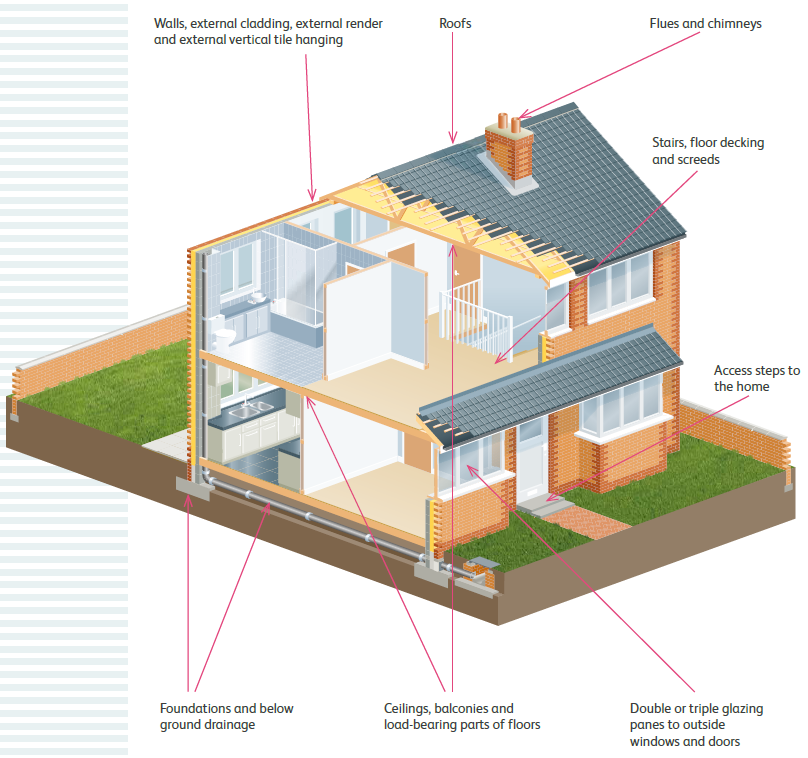 Walls, external cladding, external render
and external vertical tile hanging
Roofs
Flues and chimneys
Stairs, floor decking
and screeds
Access steps to
the home
Foundations and below
ground drainage
Ceilings, balconies and
load-bearing parts of floors
Double or triple glazing
panes to outside
windows and doors